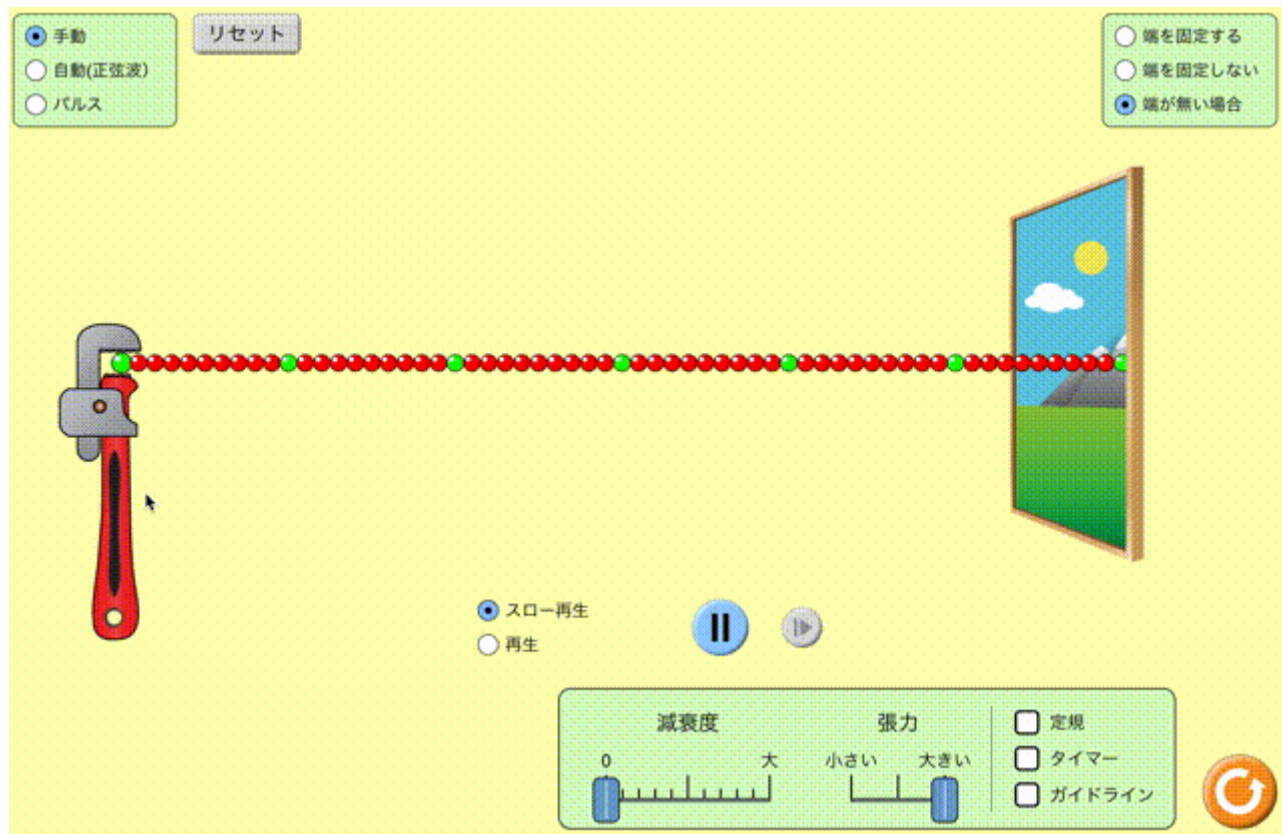 手動
自動(正弦波)
パルス
リセット
端を固定する
端を固定しない
端が無い場合
スロー再生
再生
減衰度
0
大
張力
小さい
大きい
定規
タイマー
ガイドライン